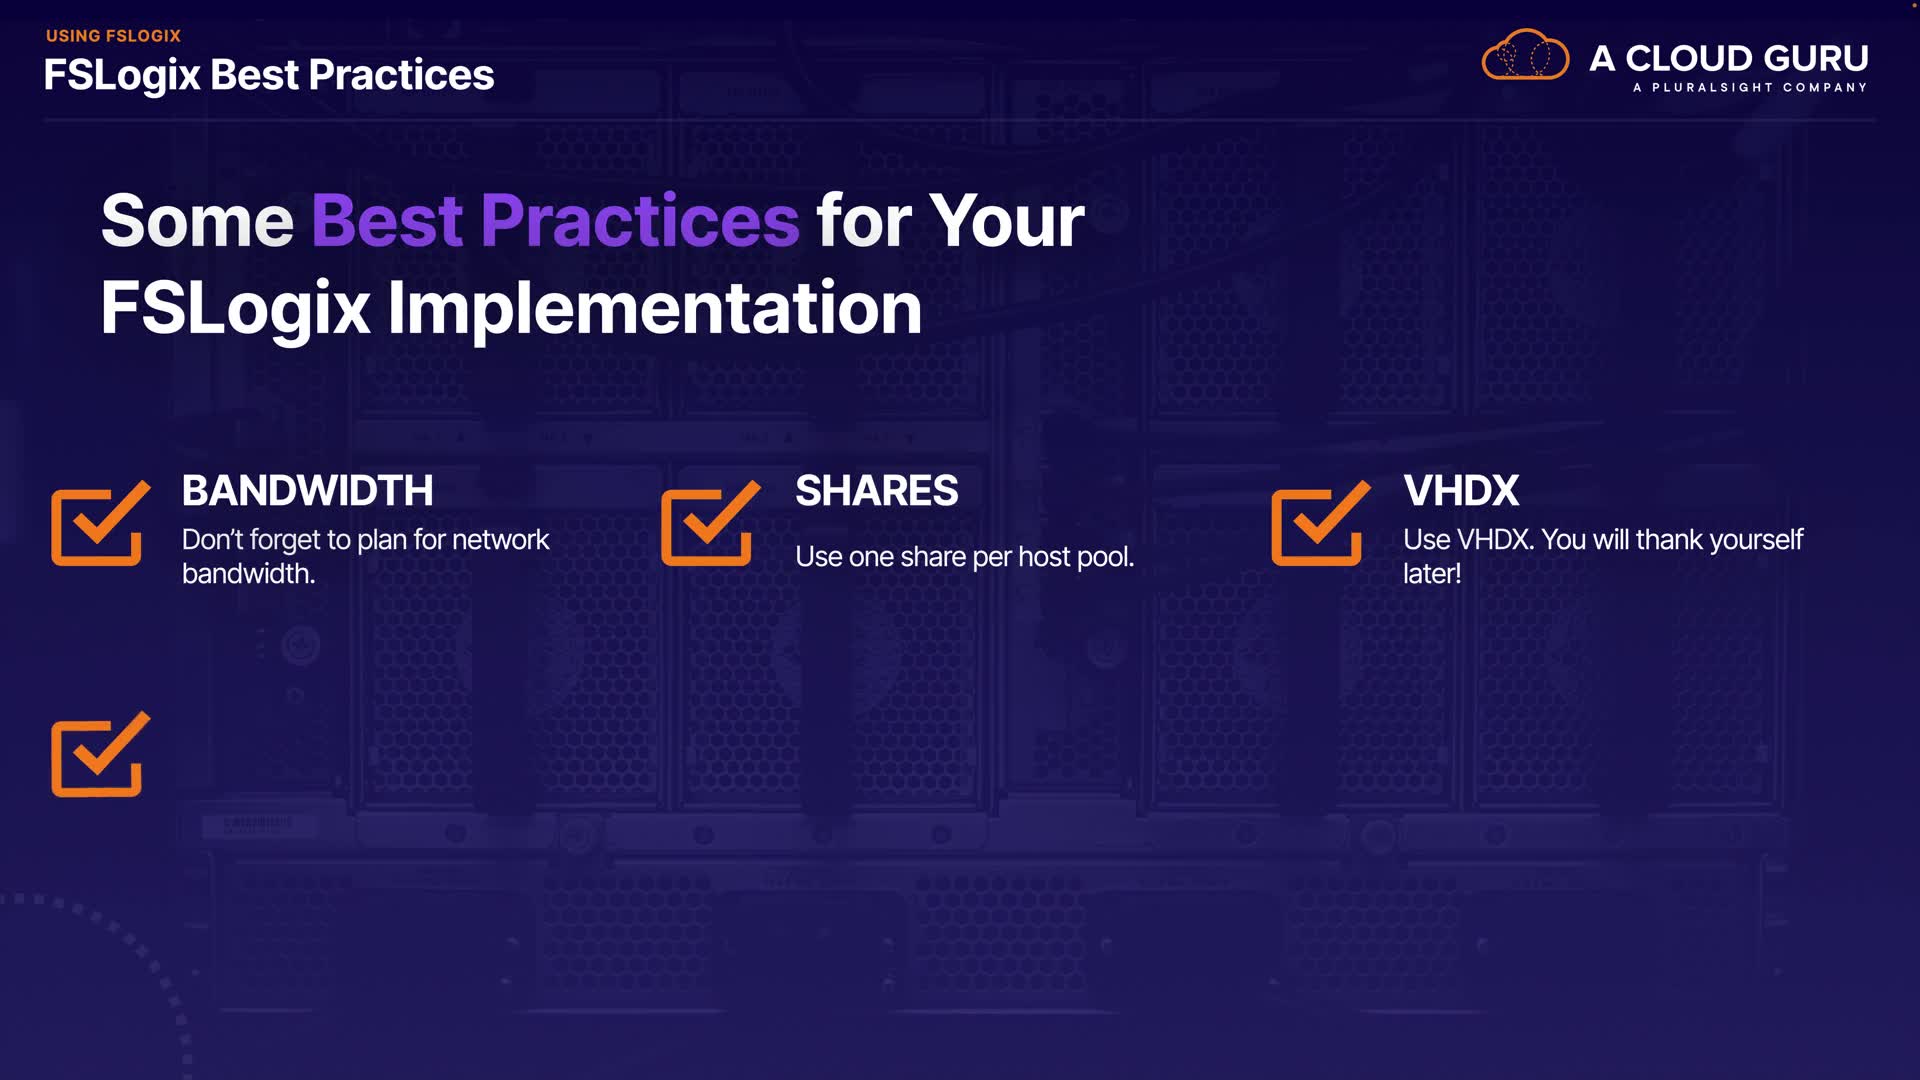 USING FSLOGIX
FSLogix Best Practices
A CLOUD GURU
A PLURALSIGHT COMPANY
Some Best Practices for Your
FSLogix Implementation
BANDWIDTH
Don’t forget to plan for network
bandwidth.
SHARES
Use one share per host pool.
VHDX
Use VHDX. You will thank yourself
later!